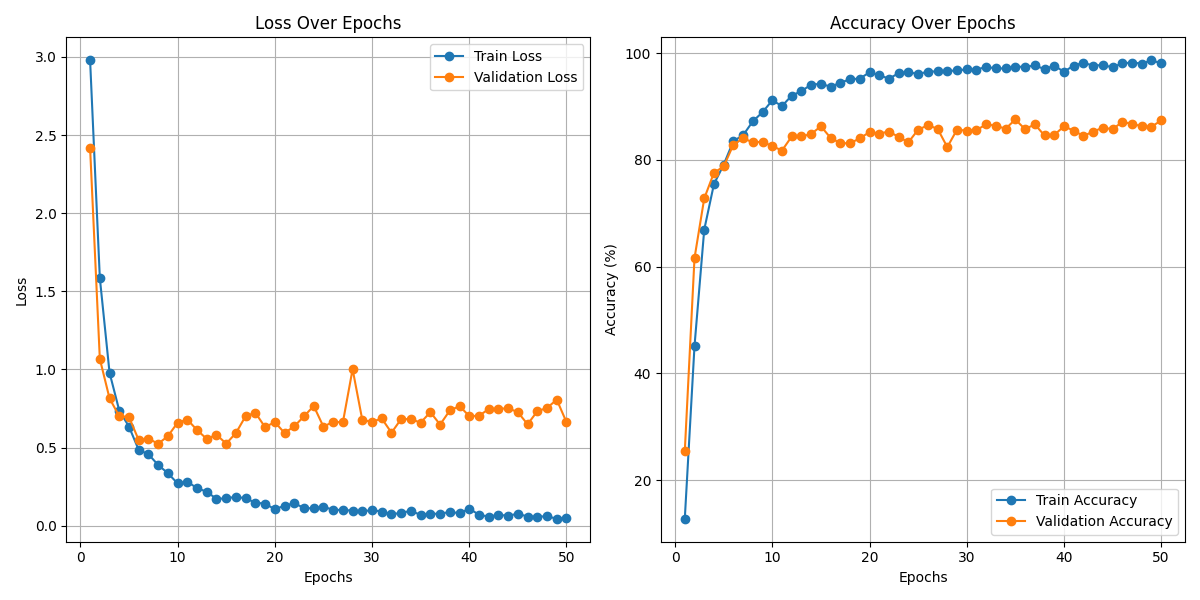 Loss Over Epochs
3.0
2.5
2.0
1.5
1.0
0.5
0.0
Loss
0 10 20 30 40 50
Epochs
Train Loss
Validation Loss
Accuracy Over Epochs
100
80
60
40
20
Accuracy (%)
0 10 20 30 40 50
Epochs
Train Accuracy
Validation Accuracy